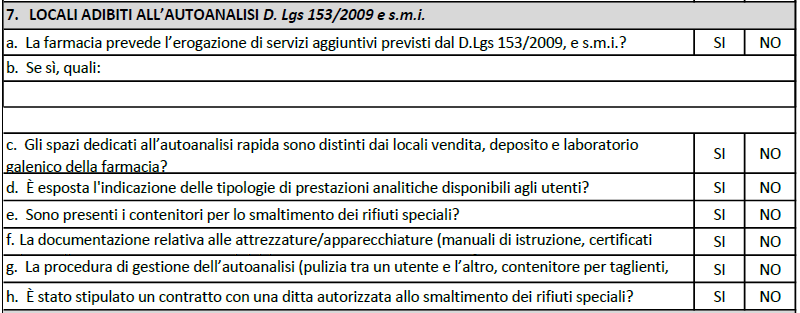 7. LOCALI ADIBITI ALL'AUTOANALISI D. Lgs 153/2009 e s.m.i.
a. La farmacia prevede l'erogazione di servizi aggiuntivi previsti dal D.Lgs 153/2009, e s.m.i.? SI NO
b. Se sì, quali:
c. Gli spazi dedicati all'autoanalisi rapida sono distinti dai locali vendita, deposito e laboratorio
galenico della farmacia? SI NO
d. È esposta l'indicazione delle tipologie di prestazioni analitiche disponibili agli utenti? SI NO
e. Sono presenti i contenitori per lo smaltimento dei rifiuti speciali? SI NO
f. La documentazione relativa alle attrezzature/apparecchiature (manuali di istruzione, certificati SI NO
g. La procedura di gestione dell'autoanalisi (pulizia tra un utente e l'altro, contenitore per taglienti, SI NO
h. È stato stipulato un contratto con una ditta autorizzata allo smaltimento dei rifiuti speciali? SI NO